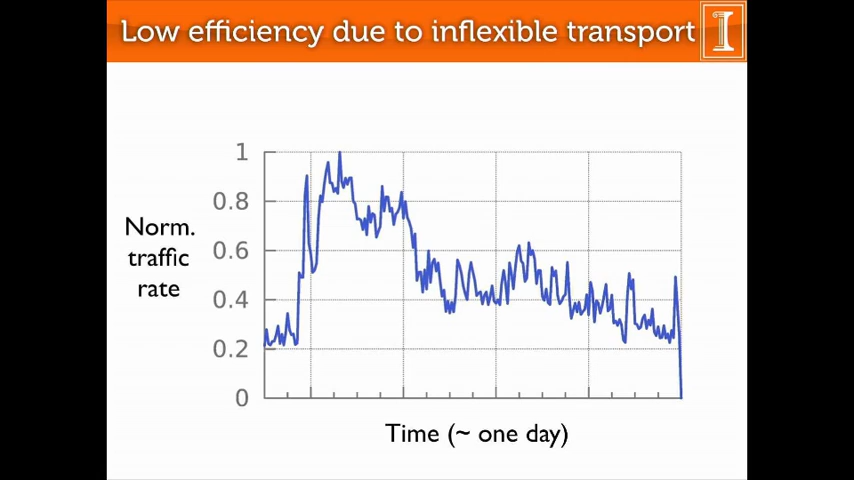 Low efficiency due to inflexible transport
1
0.8
0.6
0.4
0.2
0
Norm.
traffic
rate
Time (~ one day)